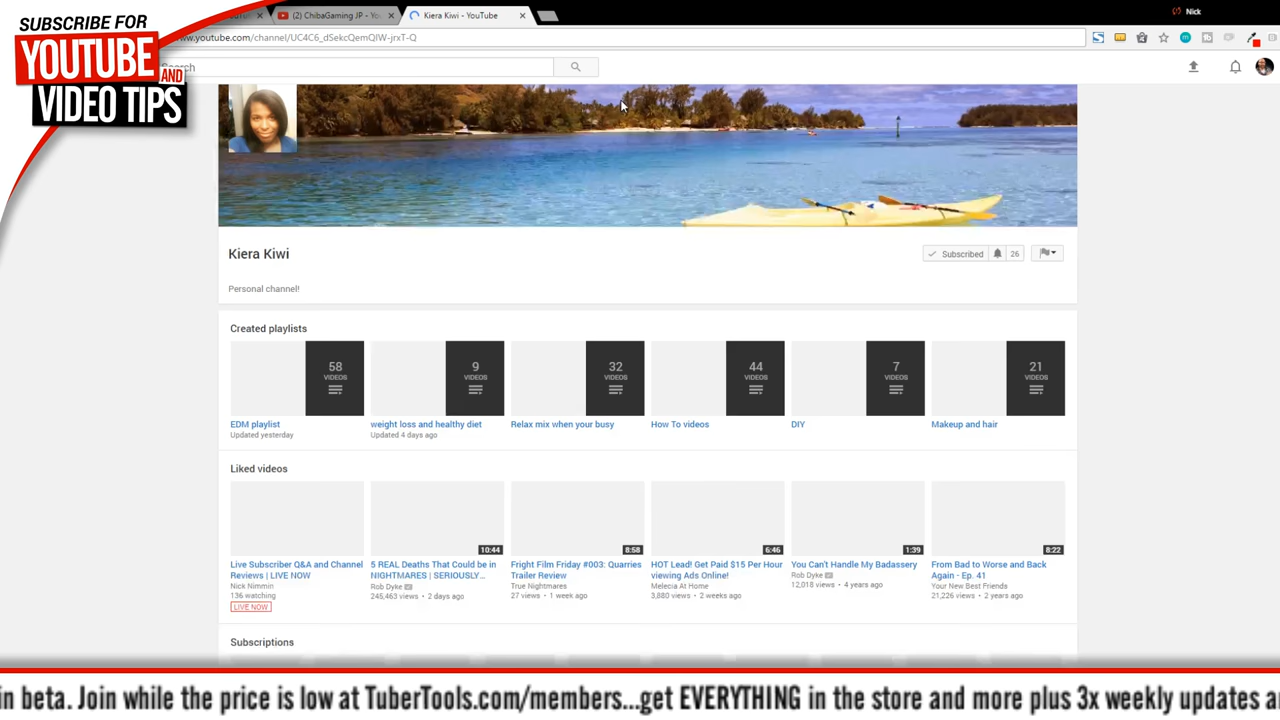 SUBSCRIBE FOR
YOUTUBE
AND
VIDEO TIPS
(2) ChibaGaming JP - Yo
Kiera Kiwi - YouTube
Nick
.youtube.com/channel/UC4C6_dSekcQemQIW-jrxT-Q
Search
Kiera Kiwi
Subscribed 26
Personal channel!
Created playlists
58 9 32 44 7 21
VIDEOS VIDEOS VIDEOS VIDEOS VIDEOS VIDEOS
EDM playlist weight loss and healthy diet Relax mix when your busy How To videos DIY Makeup and hair
Updated yesterday Updated 4 days ago
Liked videos
10:44 8:58 6:46 1:39 8:22
Live Subscriber Q&A and Channel Reviews | LIVE NOW
Nick Nimmin
136 watching
LIVE NOW
5 REAL Deaths That Could be in NIGHTMARES | SERIOUSLY...
Rob Dyke
245,463 views • 2 days ago
Fright Film Friday #003: Quarries Trailer Review
True Nightmares
27 views • 1 week ago
HOT Lead! Get Paid $15 Per Hour viewing Ads Online!
Melecia At Home
3,880 views • 2 weeks ago
You Can't Handle My Badassery
Rob Dyke
12,018 views • 4 years ago
From Bad to Worse and Back Again - Ep. 41
Your New Best Friends
21,226 views • 2 years ago
Subscriptions
in beta. Join while the price is low at TuberTools.com/members...get EVERYTHING in the store and more plus 3x weekly updates a